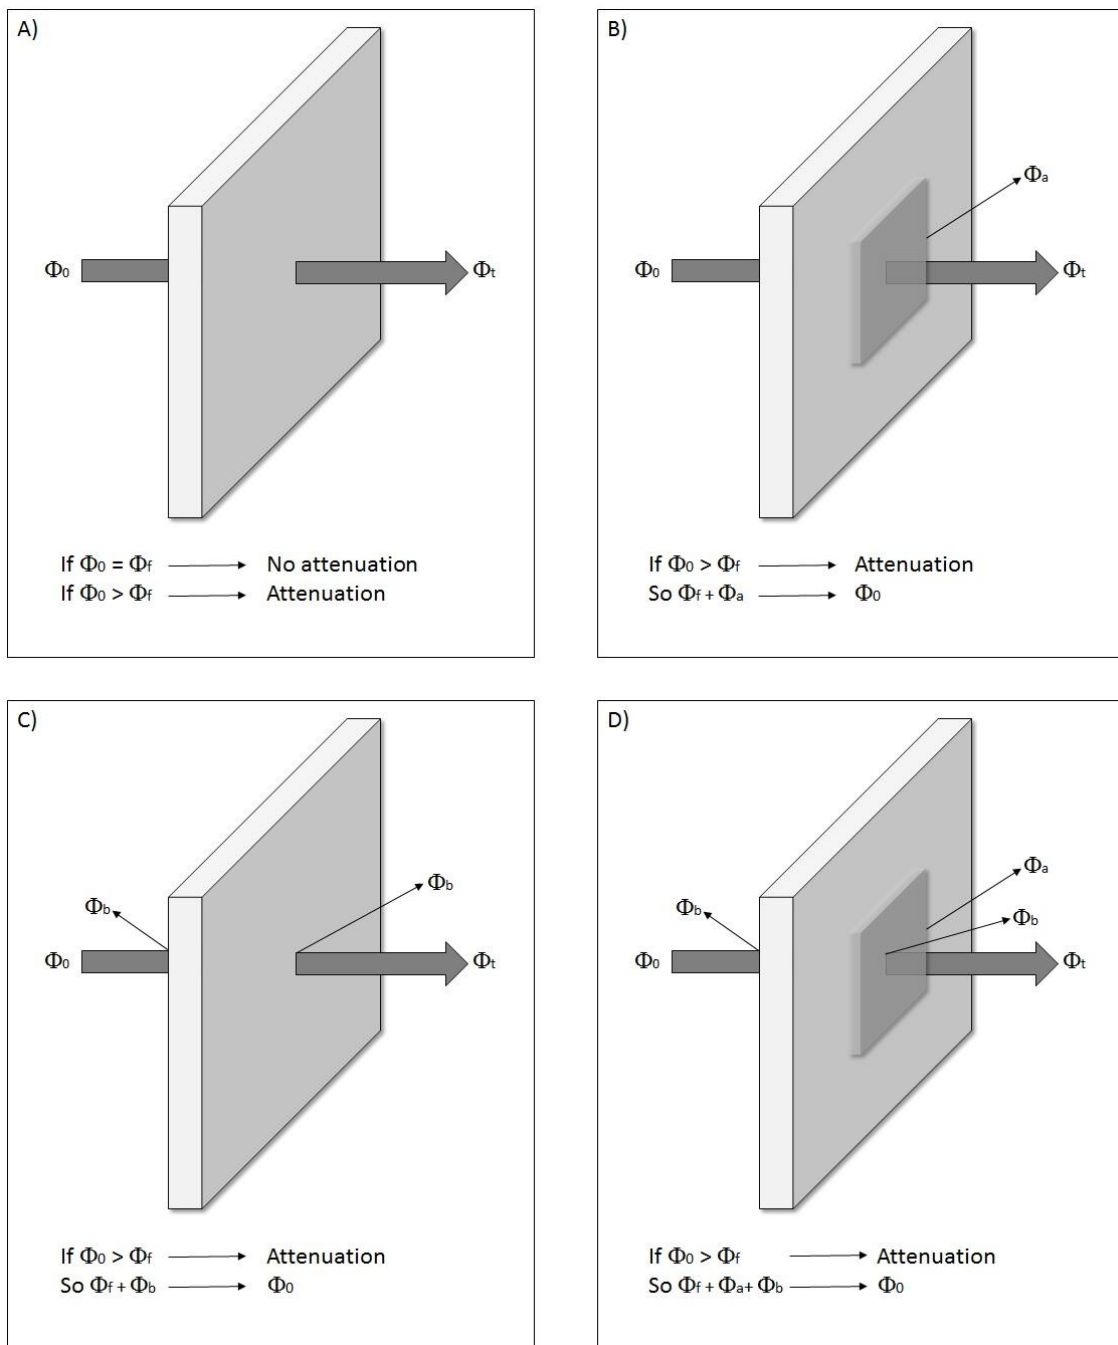 A)
Φ0
Φt
If Φ0 = Φf No attenuation
If Φ0 > Φf Attenuation
B)
Φa
Φ0
Φt
If Φ0 > Φf Attenuation
So Φf + Φa Φ0
C)
Φb
Φb
Φ0
Φt
If Φ0 > Φf Attenuation
So Φf + Φb Φ0
D)
Φa
Φb
Φb
Φ0
Φt
If Φ0 > Φf Attenuation
So Φf + Φa+ Φb Φ0